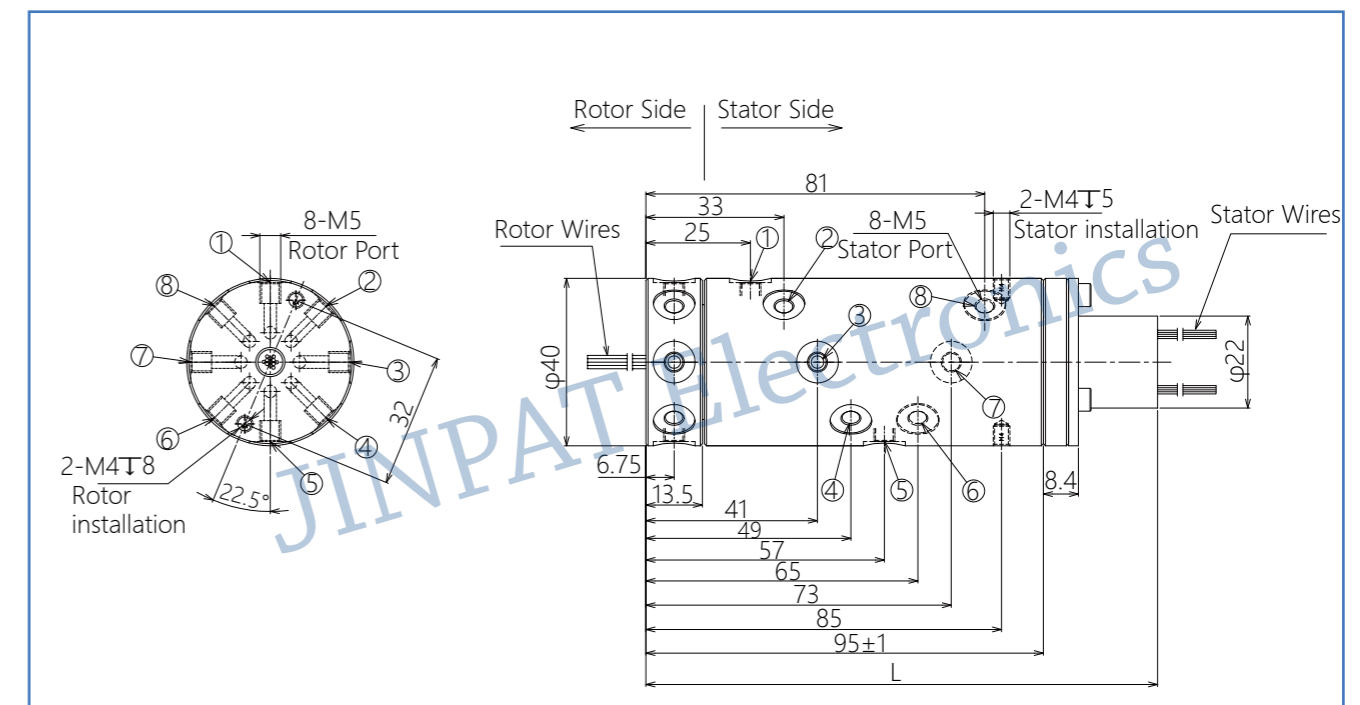 Rotor Side
Stator Side
81
33
25
2-M4↧5
Stator installation
8-M5
Stator Port
Stator Wires
Rotor Wires
①
②
③
④
⑤
⑥
⑦
⑧
M4
M4
φ40
φ22
6.75
13.5
8.4
41
49
57
65
73
85
95±1
L
8-M5
Rotor Port
①
②
③
④
⑤
⑥
⑦
⑧
32
2-M4↧8
Rotor
installation
22.5°
JINPAT Electronics